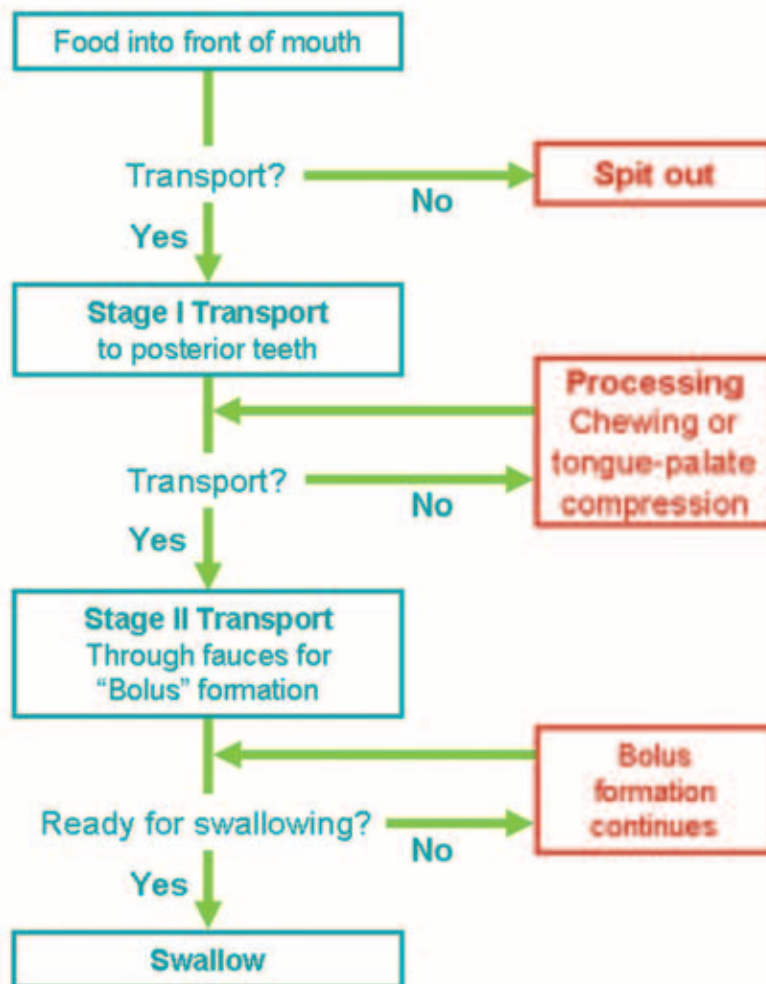 Food into front of mouth
Transport?
No
Spit out
Yes
Stage I Transport
to posterior teeth
Processing
Chewing or
tongue-palate
compression
Transport?
No
Yes
Stage II Transport
Through fauces for
“Bolus” formation
Bolus
formation
continues
Ready for swallowing?
No
Yes
Swallow